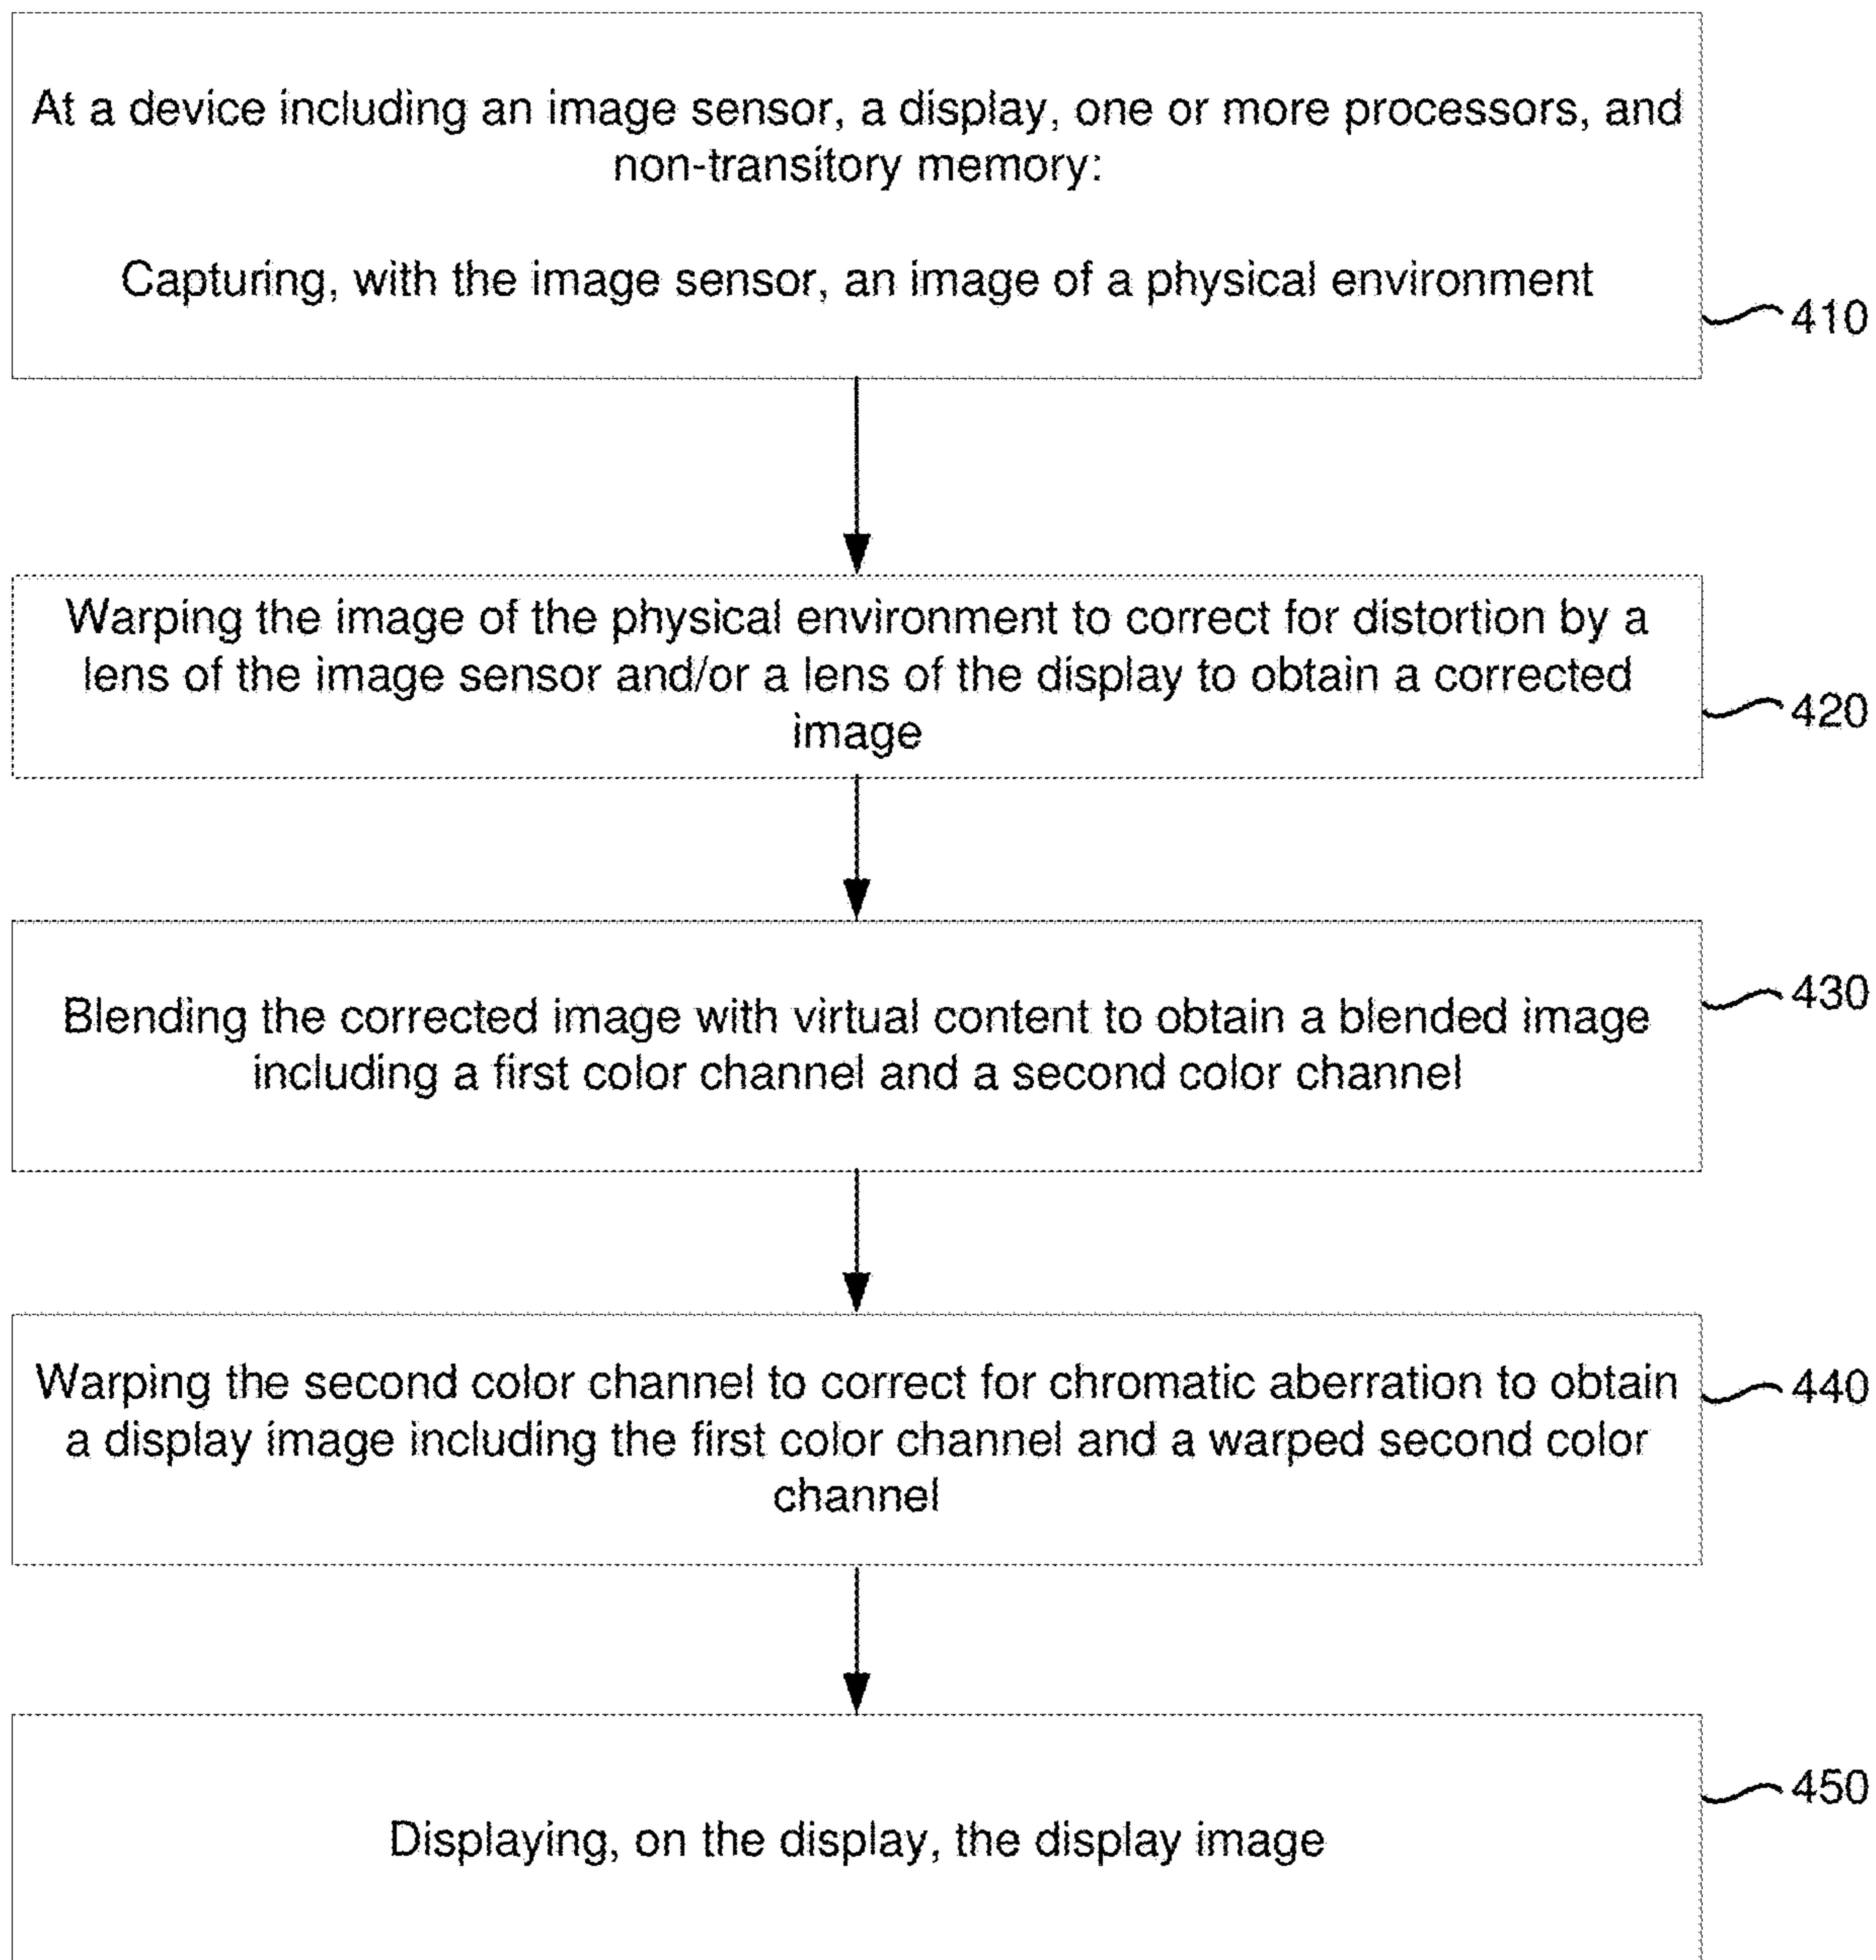 At a device including an image sensor, a display, one or more processors, and
non-transitory memory:
Capturing, with the image sensor, an image of a physical environment
410
Warping the image of the physical environment to correct for distortion by a
lens of the image sensor and/or a lens of the display to obtain a corrected
image
420
Blending the corrected image with virtual content to obtain a blended image
including a first color channel and a second color channel
430
Warping the second color channel to correct for chromatic aberration to obtain
a display image including the first color channel and a warped second color
channel
440
Displaying, on the display, the display image
450